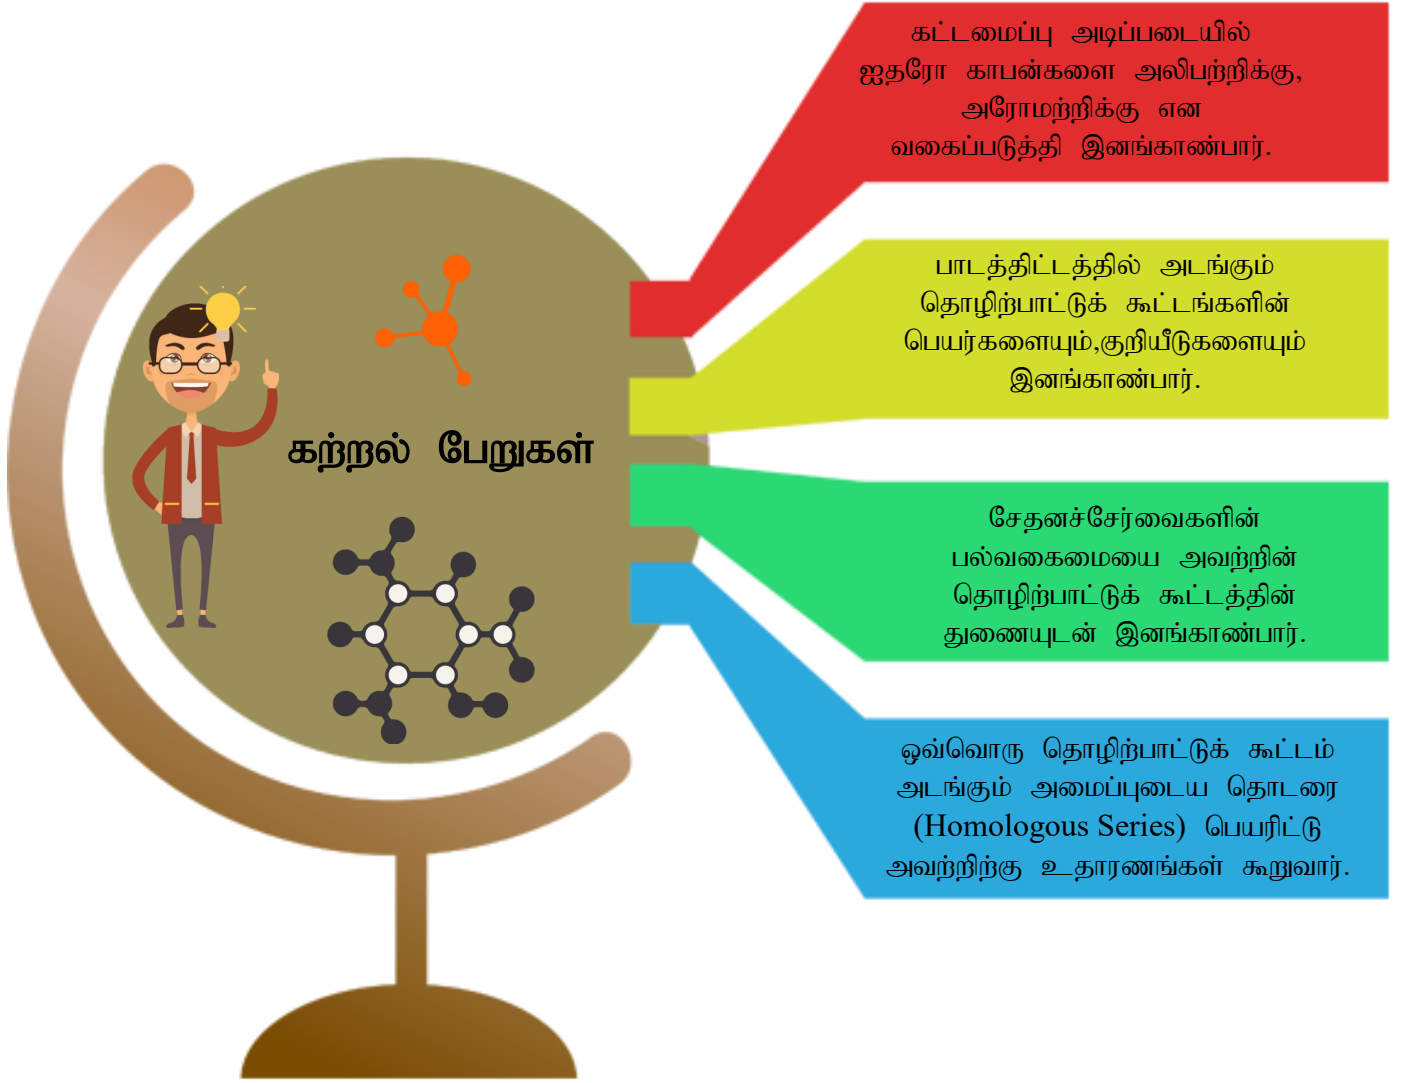 கற்றல் பேறுகள்
கட்டமைப்பு அடிப்படையில்
ஐதரோ காபன்களை அலிபற்றிக்கு,
அரோமற்றிக்கு என
வகைப்படுத்தி இனங்காண்பார்.
பாடத்திட்டத்தில் அடங்கும்
தொழிற்பாட்டுக் கூட்டங்களின்
பெயர்களையும்,குறியீடுகளையும்
இனங்காண்பார்.
சேதனச்சேர்வைகளின்
பல்வகைமையை அவற்றின்
தொழிற்பாட்டுக் கூட்டத்தின்
துணையுடன் இனங்காண்பார்.
ஒவ்வொரு தொழிற்பாட்டுக் கூட்டம்
அடங்கும் அமைப்புடைய தொடரை
(Homologous Series) பெயரிட்டு
அவற்றிற்கு உதாரணங்கள் கூறுவார்.